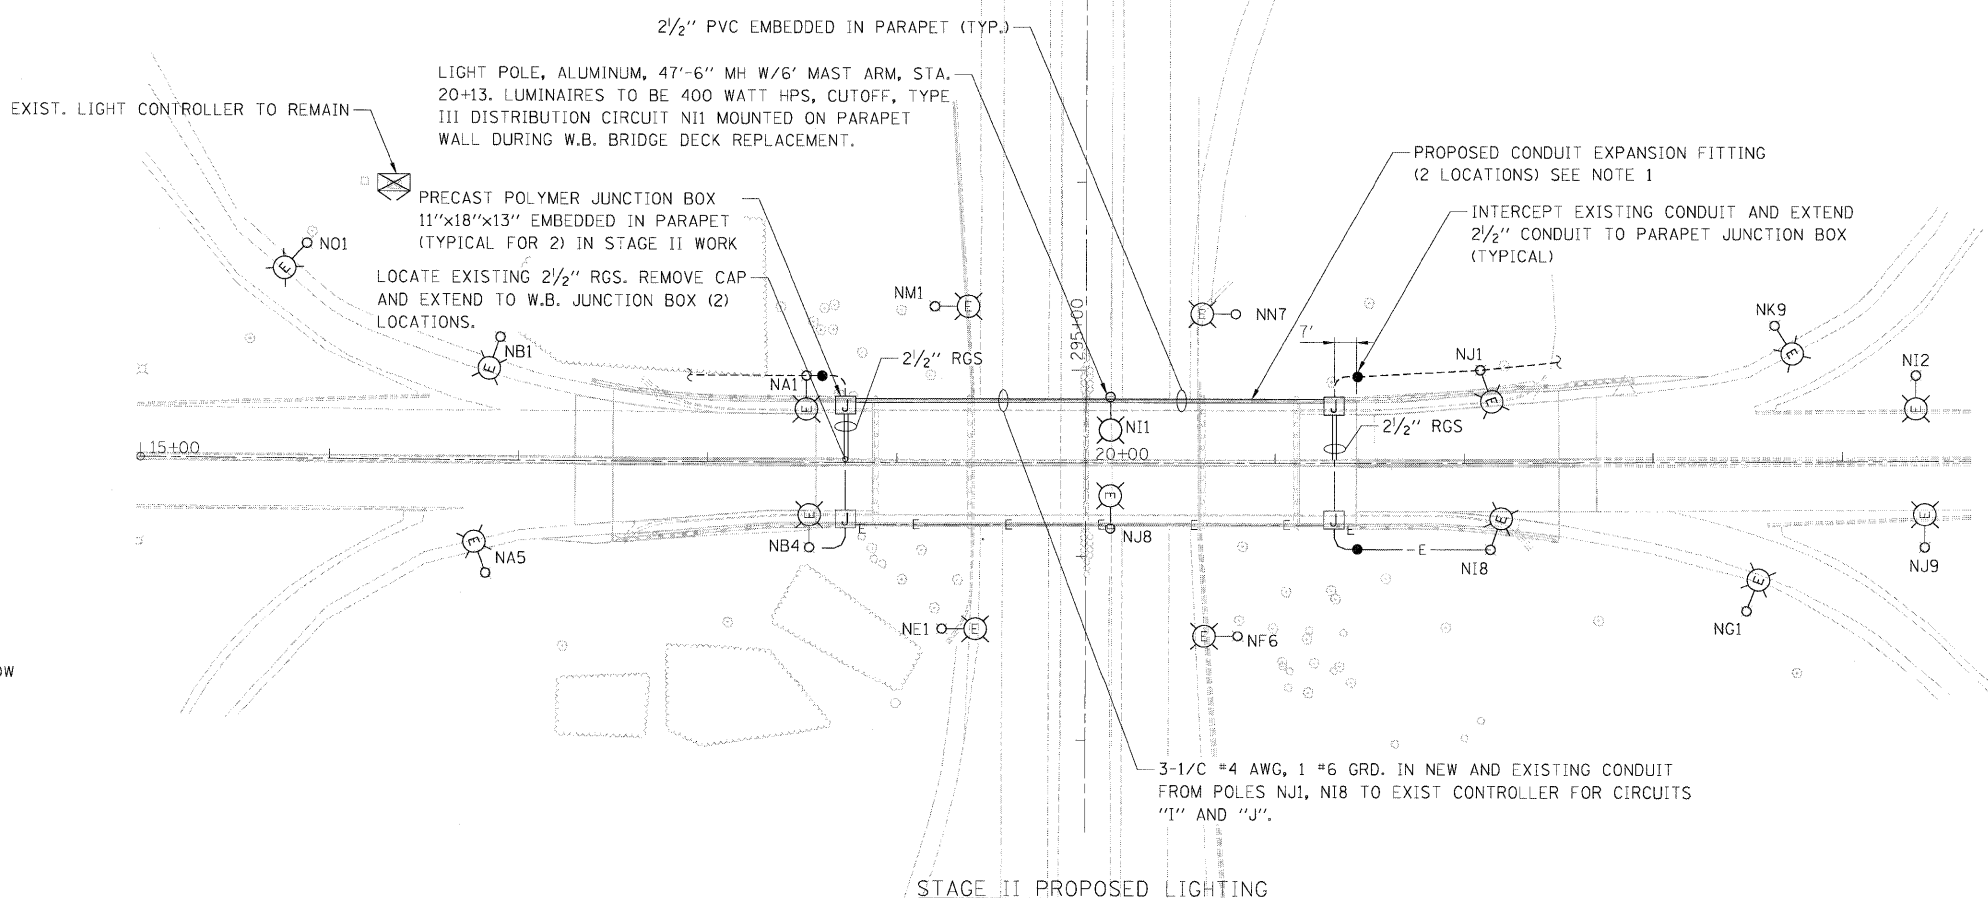 2½" PVC EMBEDDED IN PARAPET (TYP.)
LIGHT POLE, ALUMINUM, 47'-6" MH W/6' MAST ARM, STA.
20+13. LUMINAIRES TO BE 400 WATT HPS, CUTOFF, TYPE
III DISTRIBUTION CIRCUIT NI1 MOUNTED ON PARAPET
WALL DURING W.B. BRIDGE DECK REPLACEMENT.
EXIST. LIGHT CONTROLLER TO REMAIN
PROPOSED CONDUIT EXPANSION FITTING
(2 LOCATIONS) SEE NOTE 1
PRECAST POLYMER JUNCTION BOX
11"x18"x13" EMBEDDED IN PARAPET
(TYPICAL FOR 2) IN STAGE II WORK
INTERCEPT EXISTING CONDUIT AND EXTEND
2½" CONDUIT TO PARAPET JUNCTION BOX
(TYPICAL)
LOCATE EXISTING 2½" RGS. REMOVE CAP
AND EXTEND TO W.B. JUNCTION BOX (2)
LOCATIONS.
NO1
E
NM1
E
E
NN7
295+00
NK9
E
7'
NB1
E
2½" RGS
NJ1
E
NI2
E
NA1
E
J
J
NI1
2½" RGS
15+00
20+00
E
NB4
J
E
E
E
E
E
E
E
NJ8
J
E
E
E
NI8
E
NJ9
E
NA5
E
NG1
NE1
E
E
NF6
OW
3-1/C #4 AWG, 1 #6 GRD. IN NEW AND EXISTING CONDUIT
FROM POLES NJ1, NI8 TO EXIST CONTROLLER FOR CIRCUITS
"I" AND "J".
STAGE II PROPOSED LIGHTING